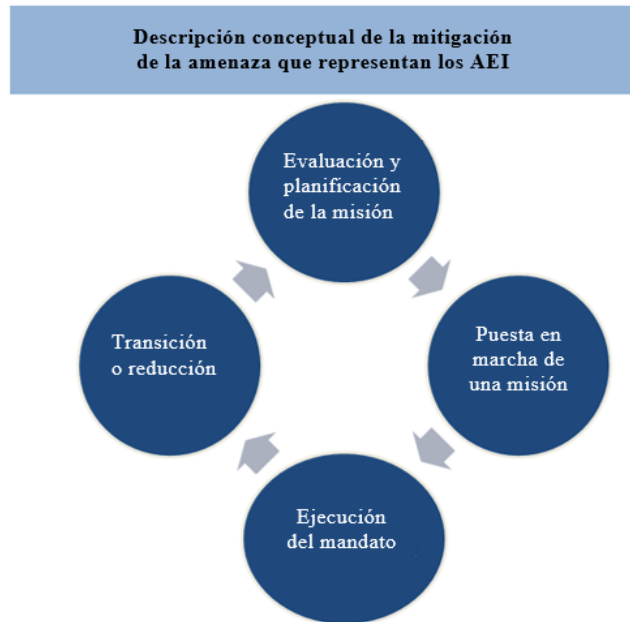 Descripción conceptual de la mitigación
de la amenaza que representan los AEI
Evaluación y
planificación
de la misión
Puesta en
marcha de
una misión
Ejecución
del mandato
Transición
o reducción